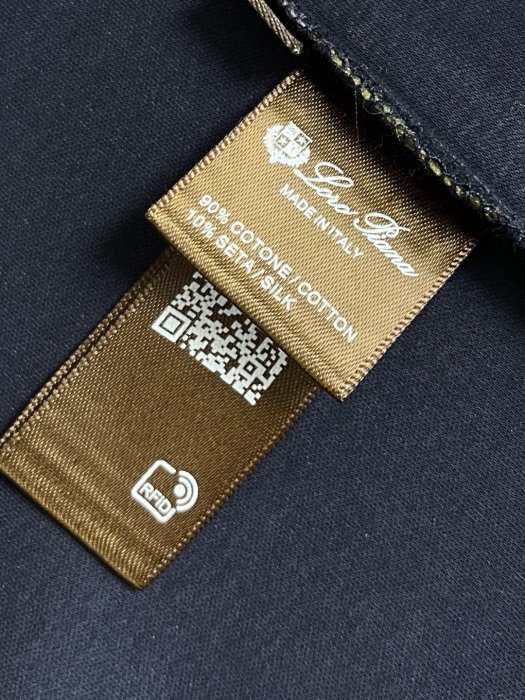 Loro Piana
MADE IN ITALY
90% COTONE / COTTON
10% SETA / SILK
RFID